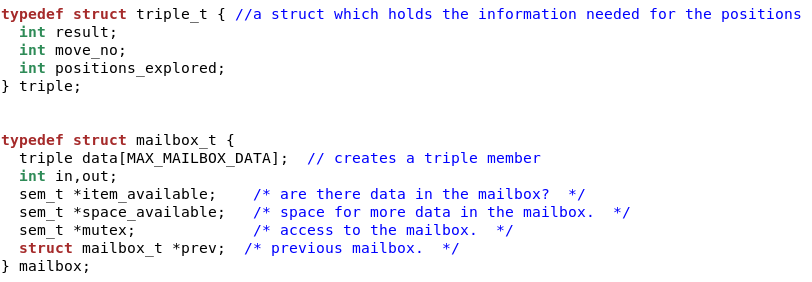 typedef struct triple_t { //a struct which holds the information needed for the positions
  int result;
  int move_no;
  int positions_explored;
} triple;
typedef struct mailbox_t {
  triple data[MAX_MAILBOX_DATA];  // creates a triple member
  int in,out;
  sem_t *item_available;    /* are there data in the mailbox?  */
  sem_t *space_available;   /* space for more data in the mailbox.  */
  sem_t *mutex;             /* access to the mailbox.  */
  struct mailbox_t *prev;  /* previous mailbox.  */
} mailbox;